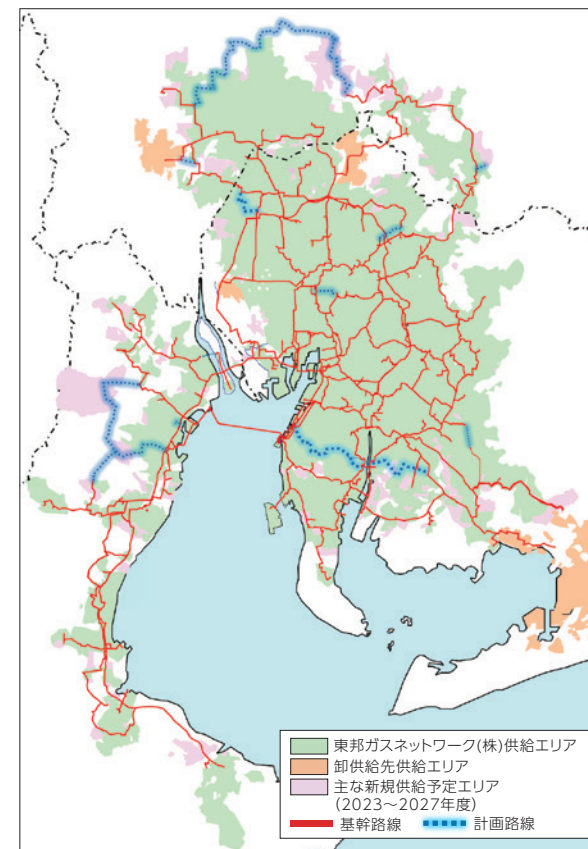 東邦ガスネットワーク(株)供給エリア
卸供給先供給エリア
主な新規供給予定エリア
(2023〜2027年度)
基幹路線 計画路線